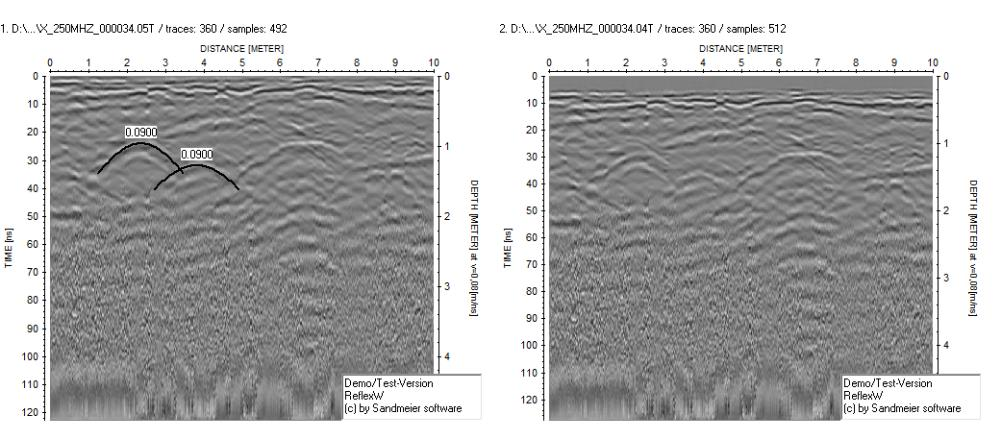 1. D:\...\X_250MHZ_000034.05T / traces: 360 / samples: 492
DISTANCE [METER]
0 1 2 3 4 5 6 7 8 9 10
0
10
20
30
40
50
60
70
80
90
100
110
120
TIME [ns]
0.0900
0.0900
0
1
2
3
4
DEPTH [METER] at v=0.08[m/ns]
Demo/Test-Version
ReflexW
(c) by Sandmeier software
2. D:\...\X_250MHZ_000034.04T / traces: 360 / samples: 512
DISTANCE [METER]
0 1 2 3 4 5 6 7 8 9 10
0
10
20
30
40
50
60
70
80
90
100
110
120
TIME [ns]
0
1
2
3
4
DEPTH [METER] at v=0.08[m/ns]
Demo/Test-Version
ReflexW
(c) by Sandmeier software